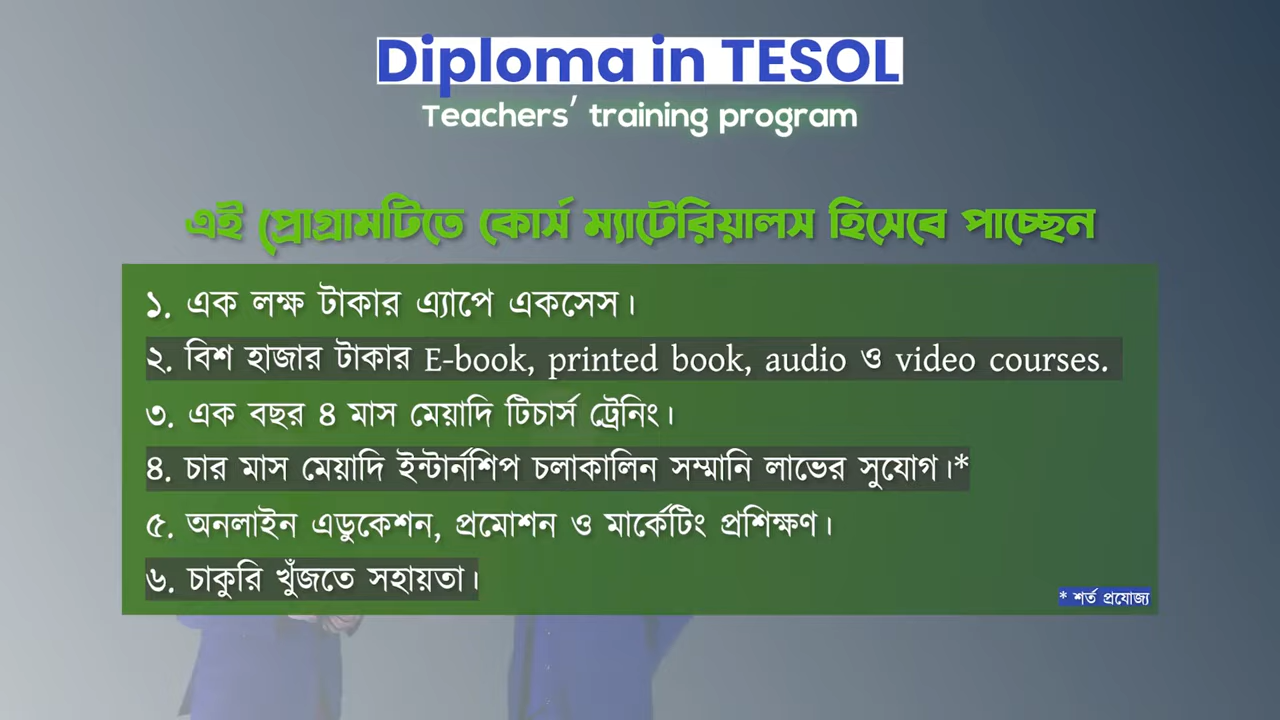 Diploma in TESOL
Teachers’ training program
এই প্রোগ্রামটিতে কোর্স ম্যাটেরিয়ালস হিসেবে পাচ্ছেন
১. এক লক্ষ টাকার এ্যাপে একসেস।
২. বিশ হাজার টাকার E-book, printed book, audio ও video courses.
৩. এক বছর ৪ মাস মেয়াদি টিচার্স ট্রেনিং।
৪. চার মাস মেয়াদি ইন্টার্নশিপ চলাকালিন সম্মানি লাভের সুযোগ।*
৫. অনলাইন এডুকেশন, প্রমোশন ও মার্কেটিং প্রশিক্ষণ।
৬. চাকুরি খুঁজতে সহায়তা।
* শর্ত প্রযোজ্য